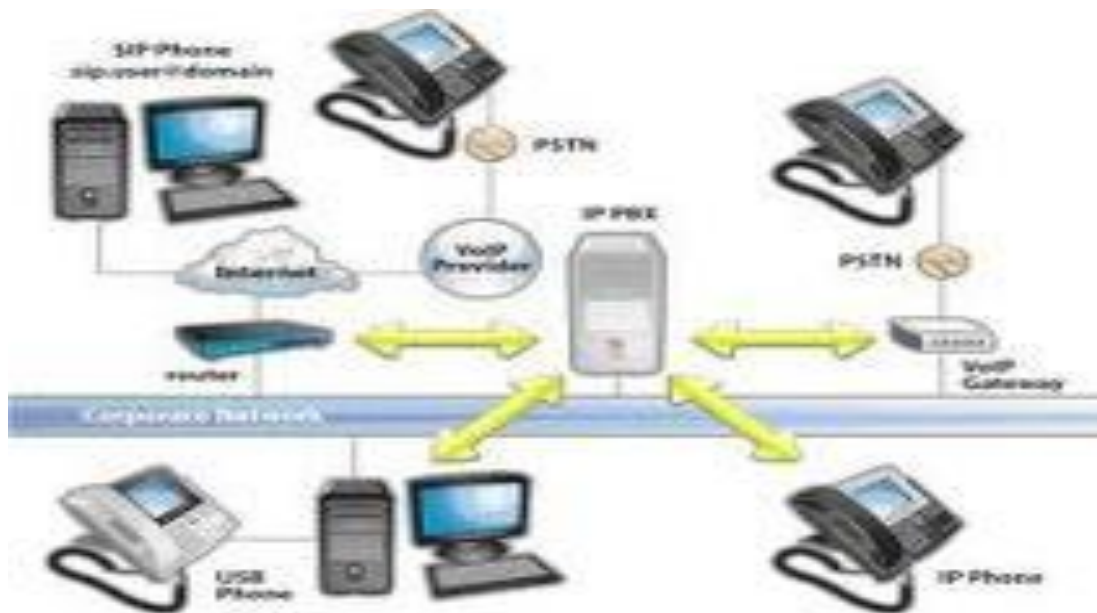 SIP Phone
sip.user@domain
PSTN
IP PBX
Internet
VoIP
Provider
PSTN
router
VoIP
Gateway
Corporate Network
USB
Phone
IP Phone